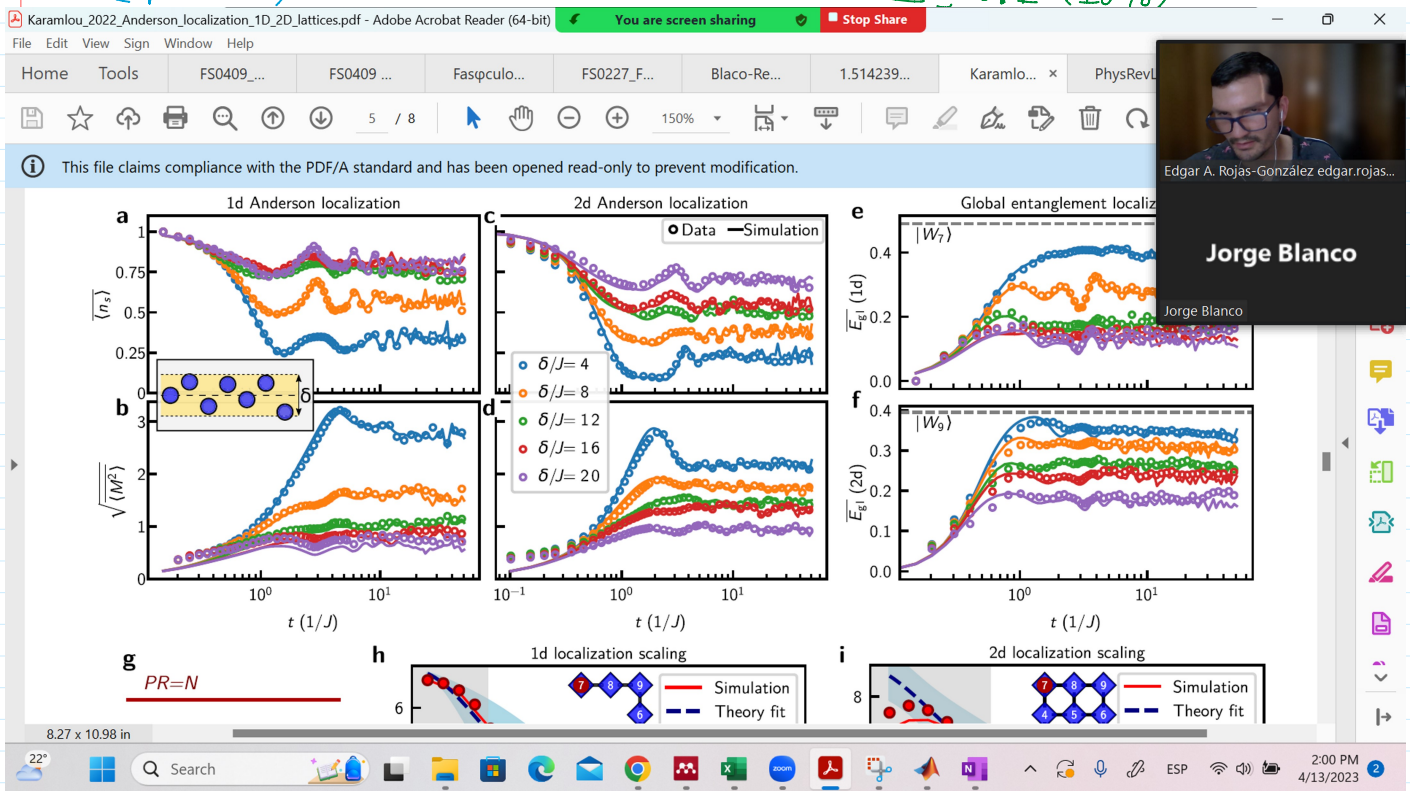 Karamlou_2022_Anderson_localization_1D_2D_lattices.pdf - Adobe Acrobat Reader (64-bit)
You are screen sharing
Stop Share
File Edit View Sign Window Help
Home Tools FS0409_... FS0409 ... Fasφculo... FS0227_F... Blaco-Re... 1.514239... Karamlo... × PhysRevL
5 / 8 150%
This file claims compliance with the PDF/A standard and has been opened read-only to prevent modification.
Edgar A. Rojas-González edgar.rojas...
Jorge Blanco
Jorge Blanco
a 1d Anderson localization
1
0.75
0.5
0.25
0
⟨n_s⟩
δ
b
3
2
1
0
√⟨M²⟩
10⁰ 10¹
t (1/J)
c 2d Anderson localization
Data Simulation
δ/J= 4
δ/J= 8
δ/J= 12
δ/J= 16
δ/J= 20
d
10⁻¹ 10⁰ 10¹
t (1/J)
e Global entanglement localiz
|W₇⟩
0.4
0.2
0.0
E_gl (1d)
f
|W₉⟩
0.4
0.3
0.2
0.1
0.0
E_gl (2d)
10⁰ 10¹
t (1/J)
g
PR=N
h 1d localization scaling
6
7 8 9
6
Simulation
Theory fit
i 2d localization scaling
8
7 8 9
4 5 6
Simulation
Theory fit
8.27 x 10.98 in
22°
Search
zoom
ESP
2:00 PM
4/13/2023
2